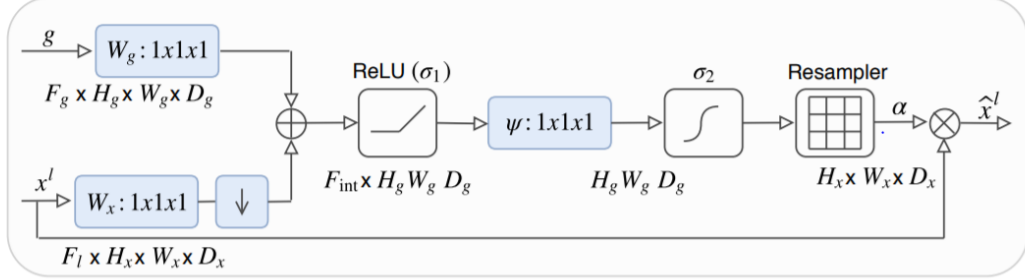 g
W_g : 1x1x1
F_g x H_g x W_g x D_g
ReLU (σ_1)
ψ : 1x1x1
σ_2
Resampler
α
x̂^l
F_int x H_g W_g D_g
H_g W_g D_g
H_x x W_x x D_x
x^l
W_x : 1x1x1
F_l x H_x x W_x x D_x